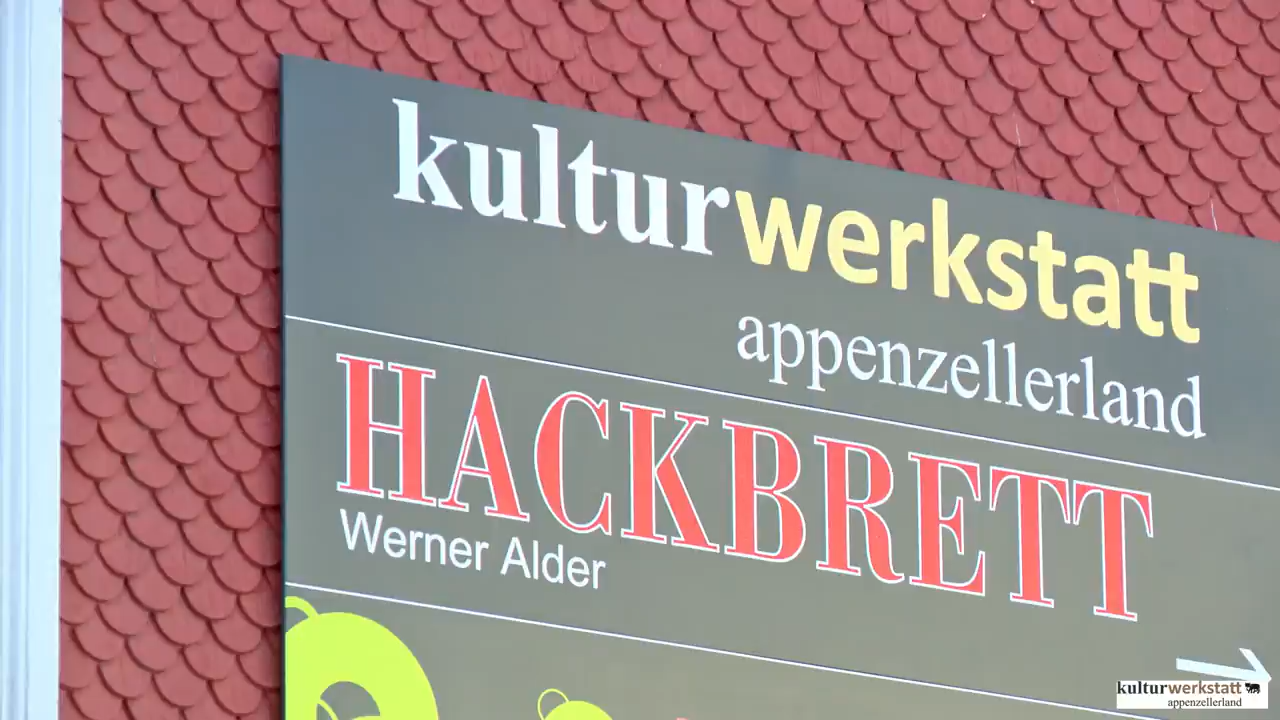 kulturwerkstatt
appenzellerland
HACKBRETT
Werner Alder
kulturwerkstatt
appenzellerland